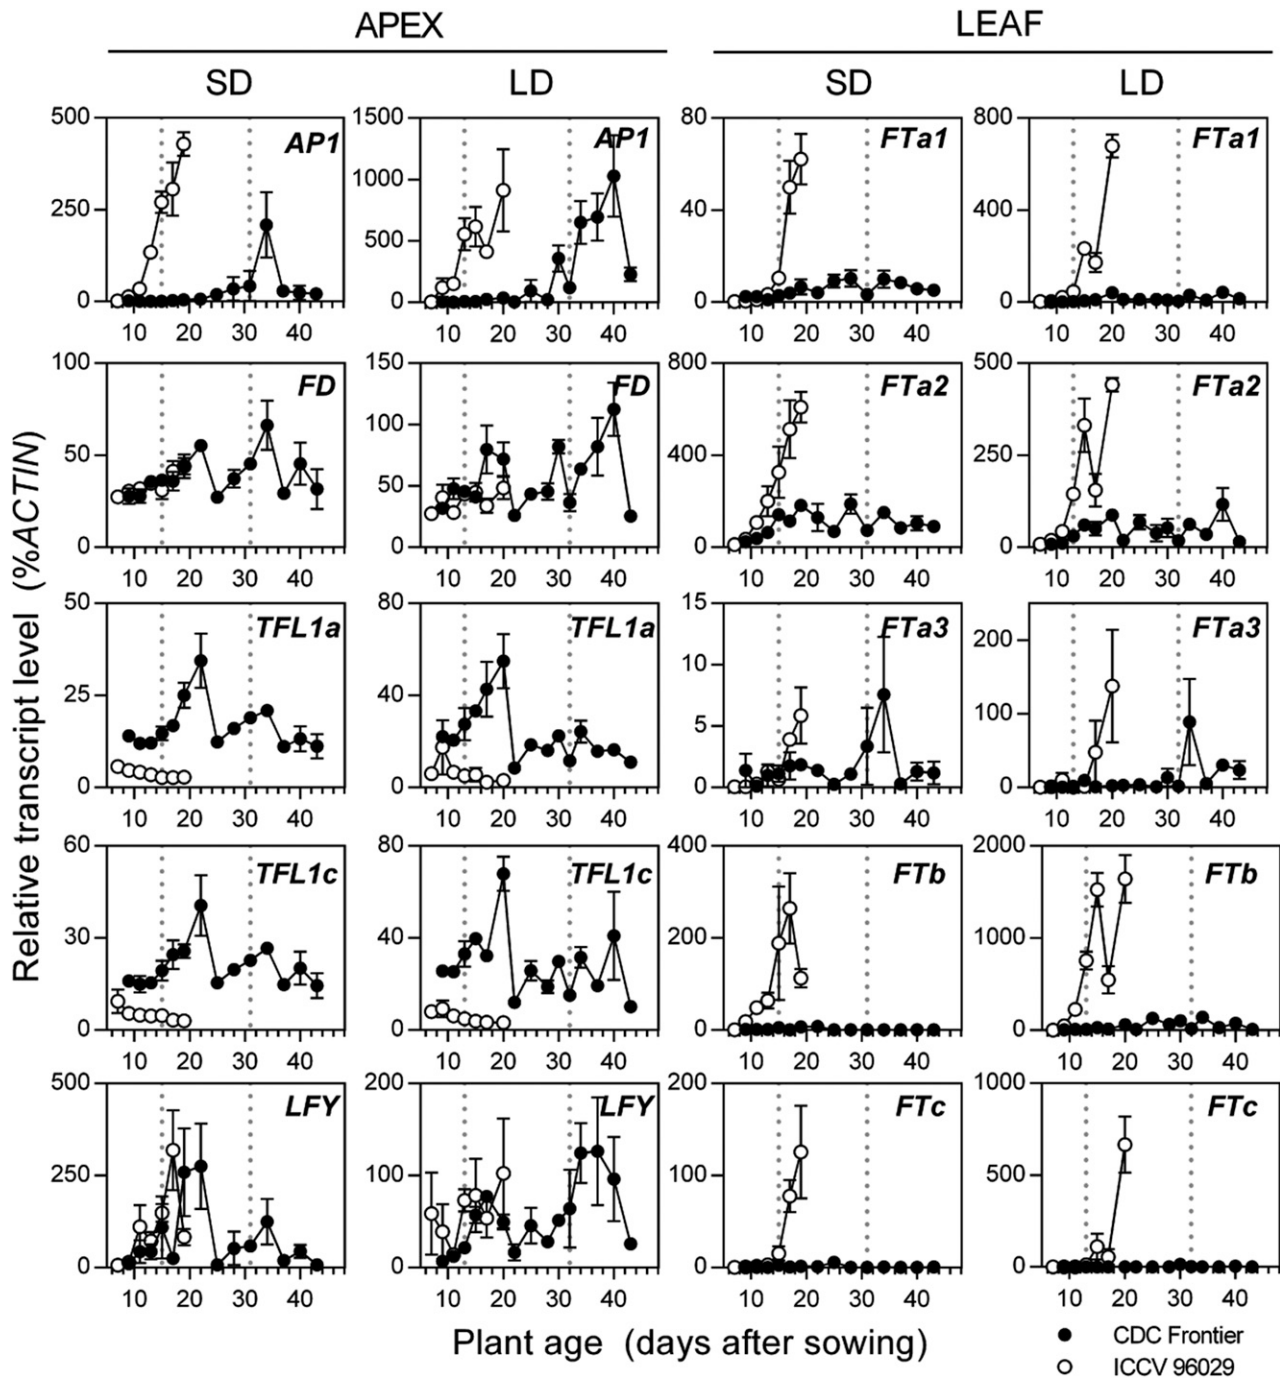 APEX LEAF
SD LD SD LD
500 1500 80 800
AP1 AP1 FTa1 FTa1
1000
250 40 400
500
0 0 0 0
10 20 30 40 10 20 30 40 10 20 30 40 10 20 30 40
100 150 800 500
FD FD FTa2 FTa2
100
50 400 250
50
0 0 0 0
10 20 30 40 10 20 30 40 10 20 30 40 10 20 30 40
50 80 15
TFL1a TFL1a FTa3 FTa3
200
10
25 40
100
5
0 0 0 0
10 20 30 40 10 20 30 40 10 20 30 40 10 20 30 40
60 80 400 2000
TFL1c TFL1c FTb FTb
30 40 200 1000
0 0 0 0
10 20 30 40 10 20 30 40 10 20 30 40 10 20 30 40
500 200 200 1000
LFY LFY FTc FTc
250 100 100 500
0 0 0 0
10 20 30 40 10 20 30 40 10 20 30 40 10 20 30 40
Relative transcript level (%ACTIN)
Plant age (days after sowing)
CDC Frontier
ICCV 96029